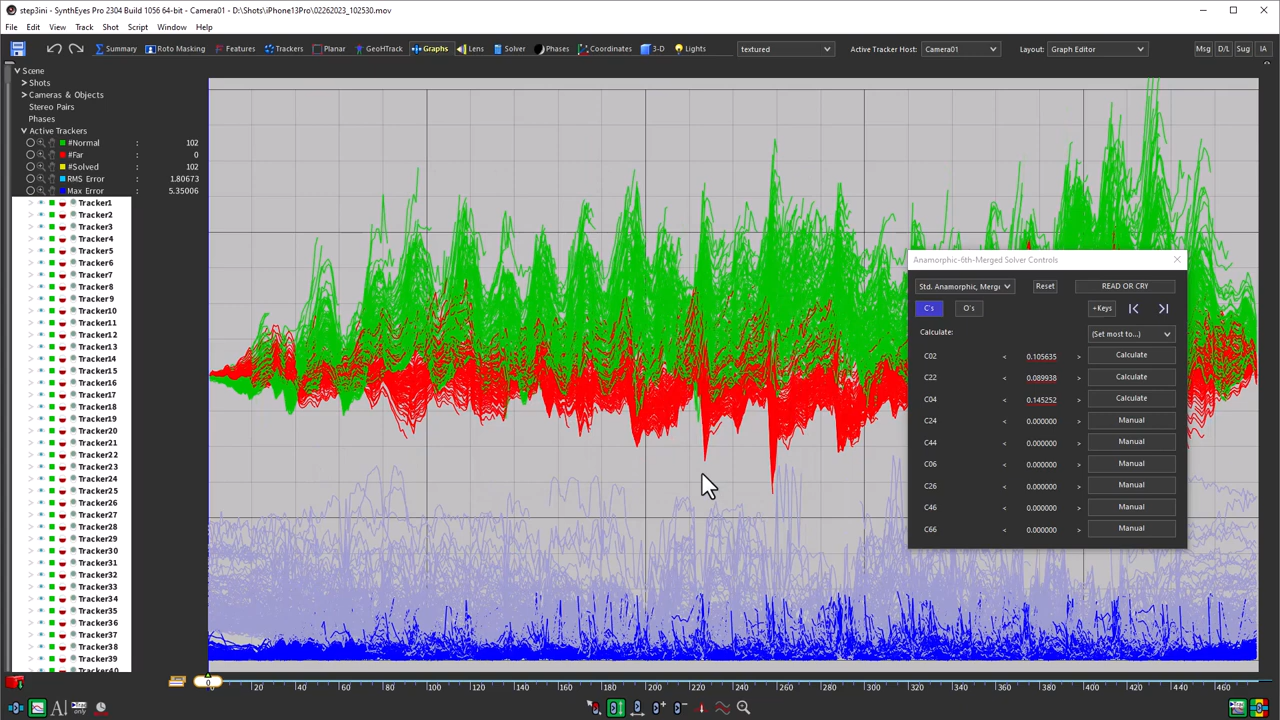 step3ini - SynthEyes Pro 2304 Build 1056 64-bit - Camera01 - D:\Shots\iPhone13Pro\02262023_102530.mov
File Edit View Track Shot Script Window Help
Summary Roto Masking Features Trackers Planar GeoHTrack Graphs Lens Solver Phases Coordinates 3-D Lights textured Active Tracker Host: Camera01 Layout: Graph Editor Msg D/L Sug IA
Scene
Shots
Cameras & Objects
Stereo Pairs
Phases
Active Trackers
#Normal : 102
#Far : 0
#Solved : 102
RMS Error : 1.80673
Max Error : 5.35006
Tracker1
Tracker2
Tracker3
Tracker4
Tracker5
Tracker6
Tracker7
Tracker8
Tracker9
Tracker10
Tracker11
Tracker12
Tracker13
Tracker14
Tracker15
Tracker16
Tracker17
Tracker18
Tracker19
Tracker20
Tracker21
Tracker22
Tracker23
Tracker24
Tracker25
Tracker26
Tracker27
Tracker28
Tracker29
Tracker30
Tracker31
Tracker32
Tracker33
Tracker34
Tracker35
Tracker36
Tracker37
Tracker38
Tracker39
Tracker40
Anamorphic-6th-Merged Solver Controls
Std. Anamorphic, Merge Reset READ OR CRY
C's O's +Keys
Calculate: (Set most to...)
C02 < 0.105635 > Calculate
C22 < 0.089938 > Calculate
C04 < 0.145252 > Calculate
C24 < 0.000000 > Manual
C44 < 0.000000 > Manual
C06 < 0.000000 > Manual
C26 < 0.000000 > Manual
C46 < 0.000000 > Manual
C66 < 0.000000 > Manual
0 20 40 60 80 100 120 140 160 180 200 220 240 260 280 300 320 340 360 380 400 420 440 460